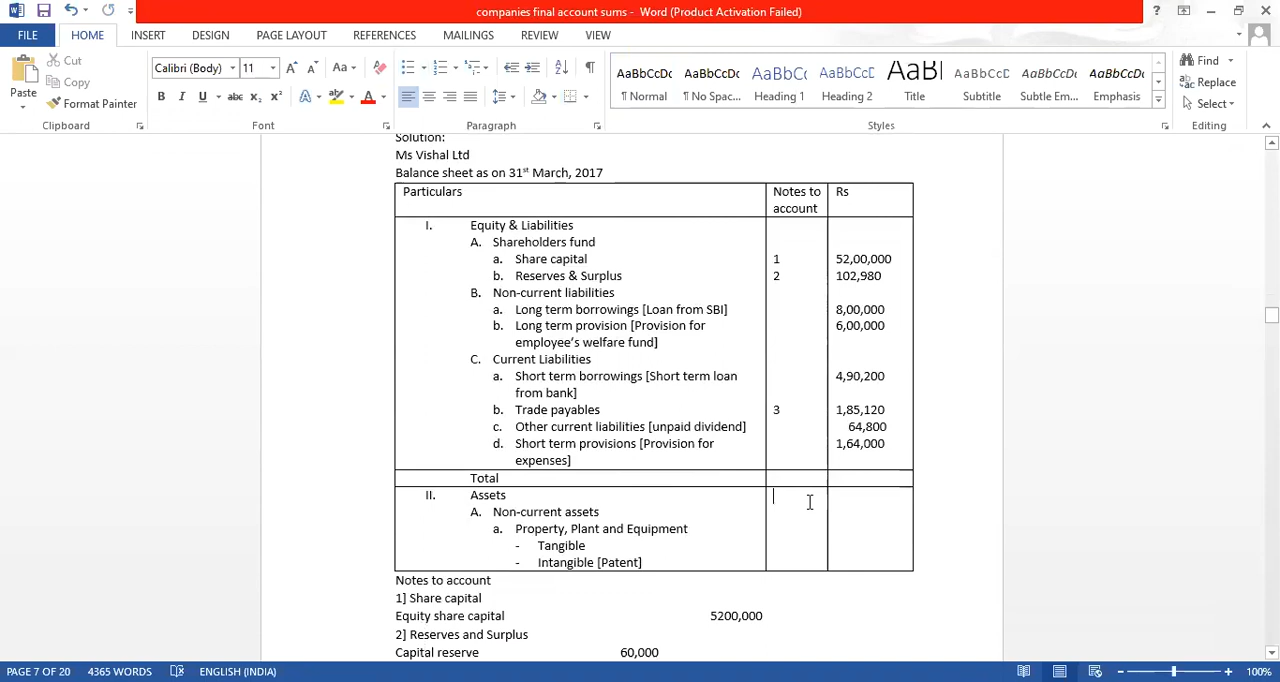 companies final account sums - Word (Product Activation Failed)
FILE HOME INSERT DESIGN PAGE LAYOUT REFERENCES MAILINGS REVIEW VIEW
Paste
Cut
Copy
Format Painter
Calibri (Body) 11
AaBbCcDc AaBbCcDc AaBbCc AaBbCcC AaBl AaBbCcC AaBbCcDc AaBbCcDc
¶ Normal ¶ No Spac... Heading 1 Heading 2 Title Subtitle Subtle Em... Emphasis
Find
Replace
Select
Clipboard Font Paragraph Styles Editing
Solution:
Ms Vishal Ltd
Balance sheet as on 31st March, 2017
Particulars Notes to account Rs
I. Equity & Liabilities
A. Shareholders fund
a. Share capital 1 52,00,000
b. Reserves & Surplus 2 102,980
B. Non-current liabilities
a. Long term borrowings [Loan from SBI] 8,00,000
b. Long term provision [Provision for 6,00,000
employee's welfare fund]
C. Current Liabilities
a. Short term borrowings [Short term loan 4,90,200
from bank]
b. Trade payables 3 1,85,120
c. Other current liabilities [unpaid dividend] 64,800
d. Short term provisions [Provision for 1,64,000
expenses]
Total
II. Assets
A. Non-current assets
a. Property, Plant and Equipment
- Tangible
- Intangible [Patent]
Notes to account
1] Share capital
Equity share capital 5200,000
2] Reserves and Surplus
Capital reserve 60,000
PAGE 7 OF 20 4365 WORDS ENGLISH (INDIA) 100%